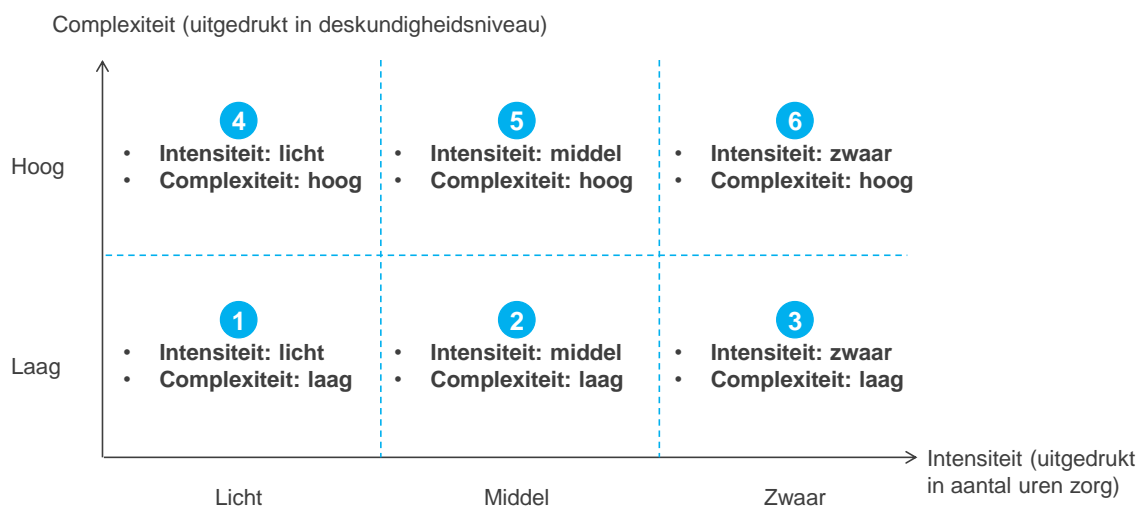 Complexiteit (uitgedrukt in deskundigheidsniveau)
Hoog
4
• Intensiteit: licht
• Complexiteit: hoog
5
• Intensiteit: middel
• Complexiteit: hoog
6
• Intensiteit: zwaar
• Complexiteit: hoog
Laag
1
• Intensiteit: licht
• Complexiteit: laag
2
• Intensiteit: middel
• Complexiteit: laag
3
• Intensiteit: zwaar
• Complexiteit: laag
Licht
Middel
Zwaar
Intensiteit (uitgedrukt
in aantal uren zorg)